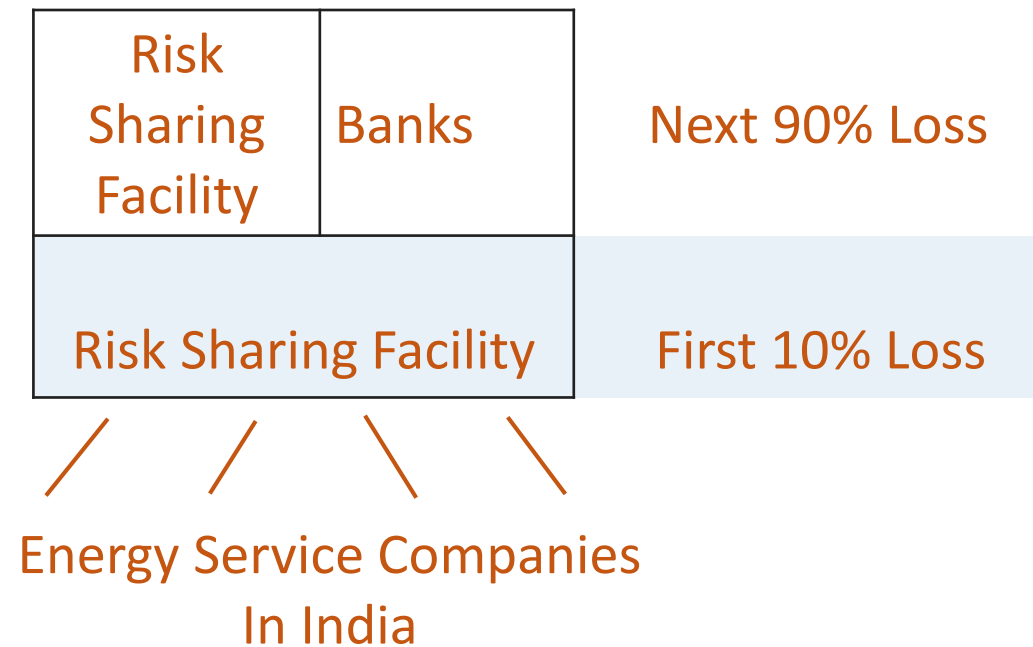 Risk
Sharing
Facility
Banks
Next 90% Loss
Risk Sharing Facility
First 10% Loss
Energy Service Companies
In India